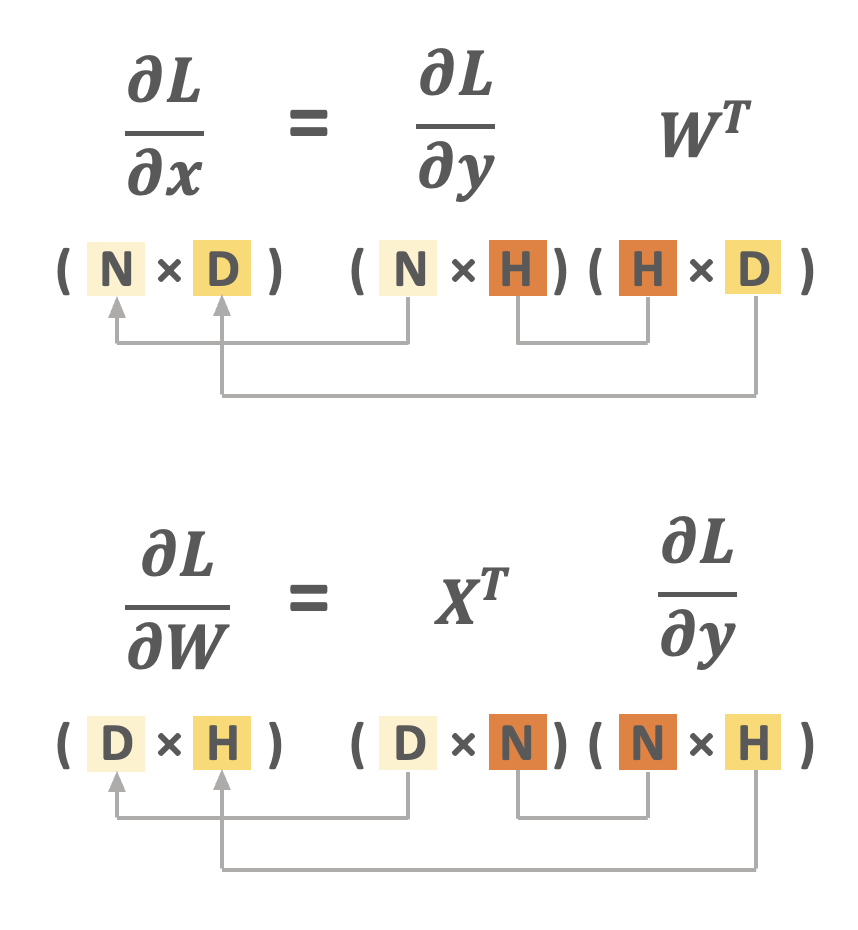 ∂L/∂x = ∂L/∂y W^T
( N × D ) ( N × H ) ( H × D )
∂L/∂W = X^T ∂L/∂y
( D × H ) ( D × N ) ( N × H )